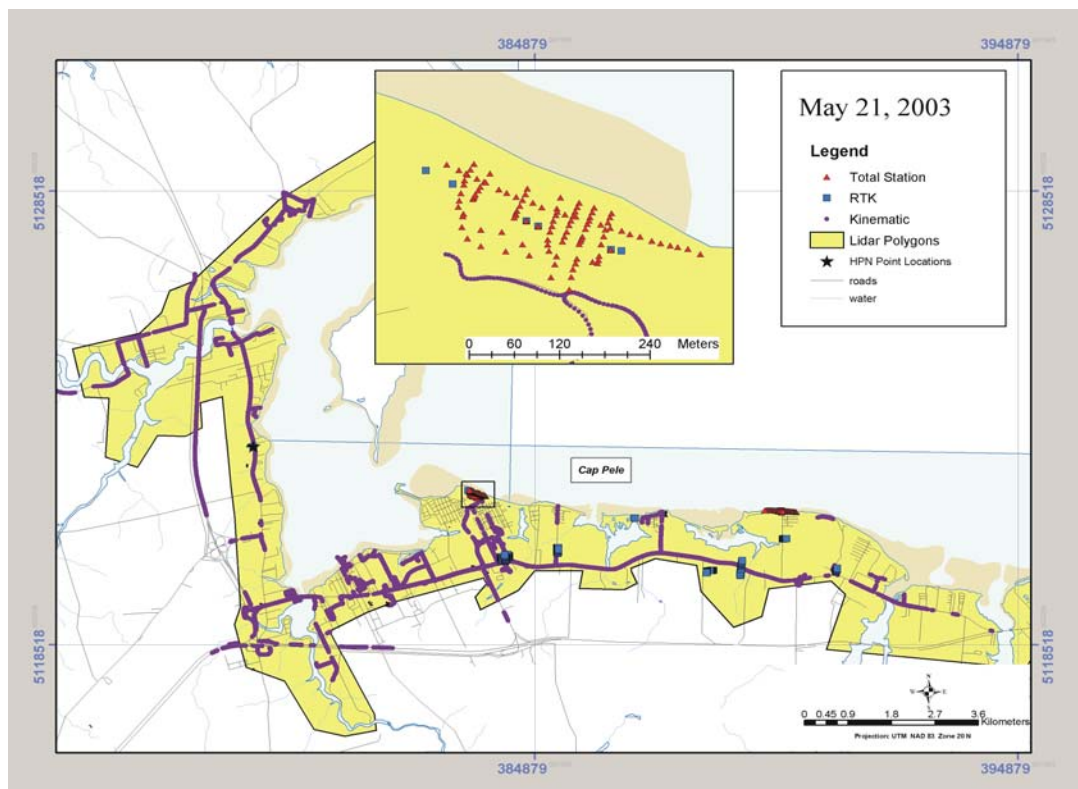 384879
394879
5128518
5128518
May 21, 2003
Legend
Total Station
RTK
Kinematic
Lidar Polygons
HPN Point Locations
roads
water
Meters
0 60 120 240
Cap Pele
5118518
5118518
N
W E
S
0 0.45 0.9 1.8 2.7 3.6
Kilometers
Projection: UTM NAD 83 Zone 20 N
384879
394879